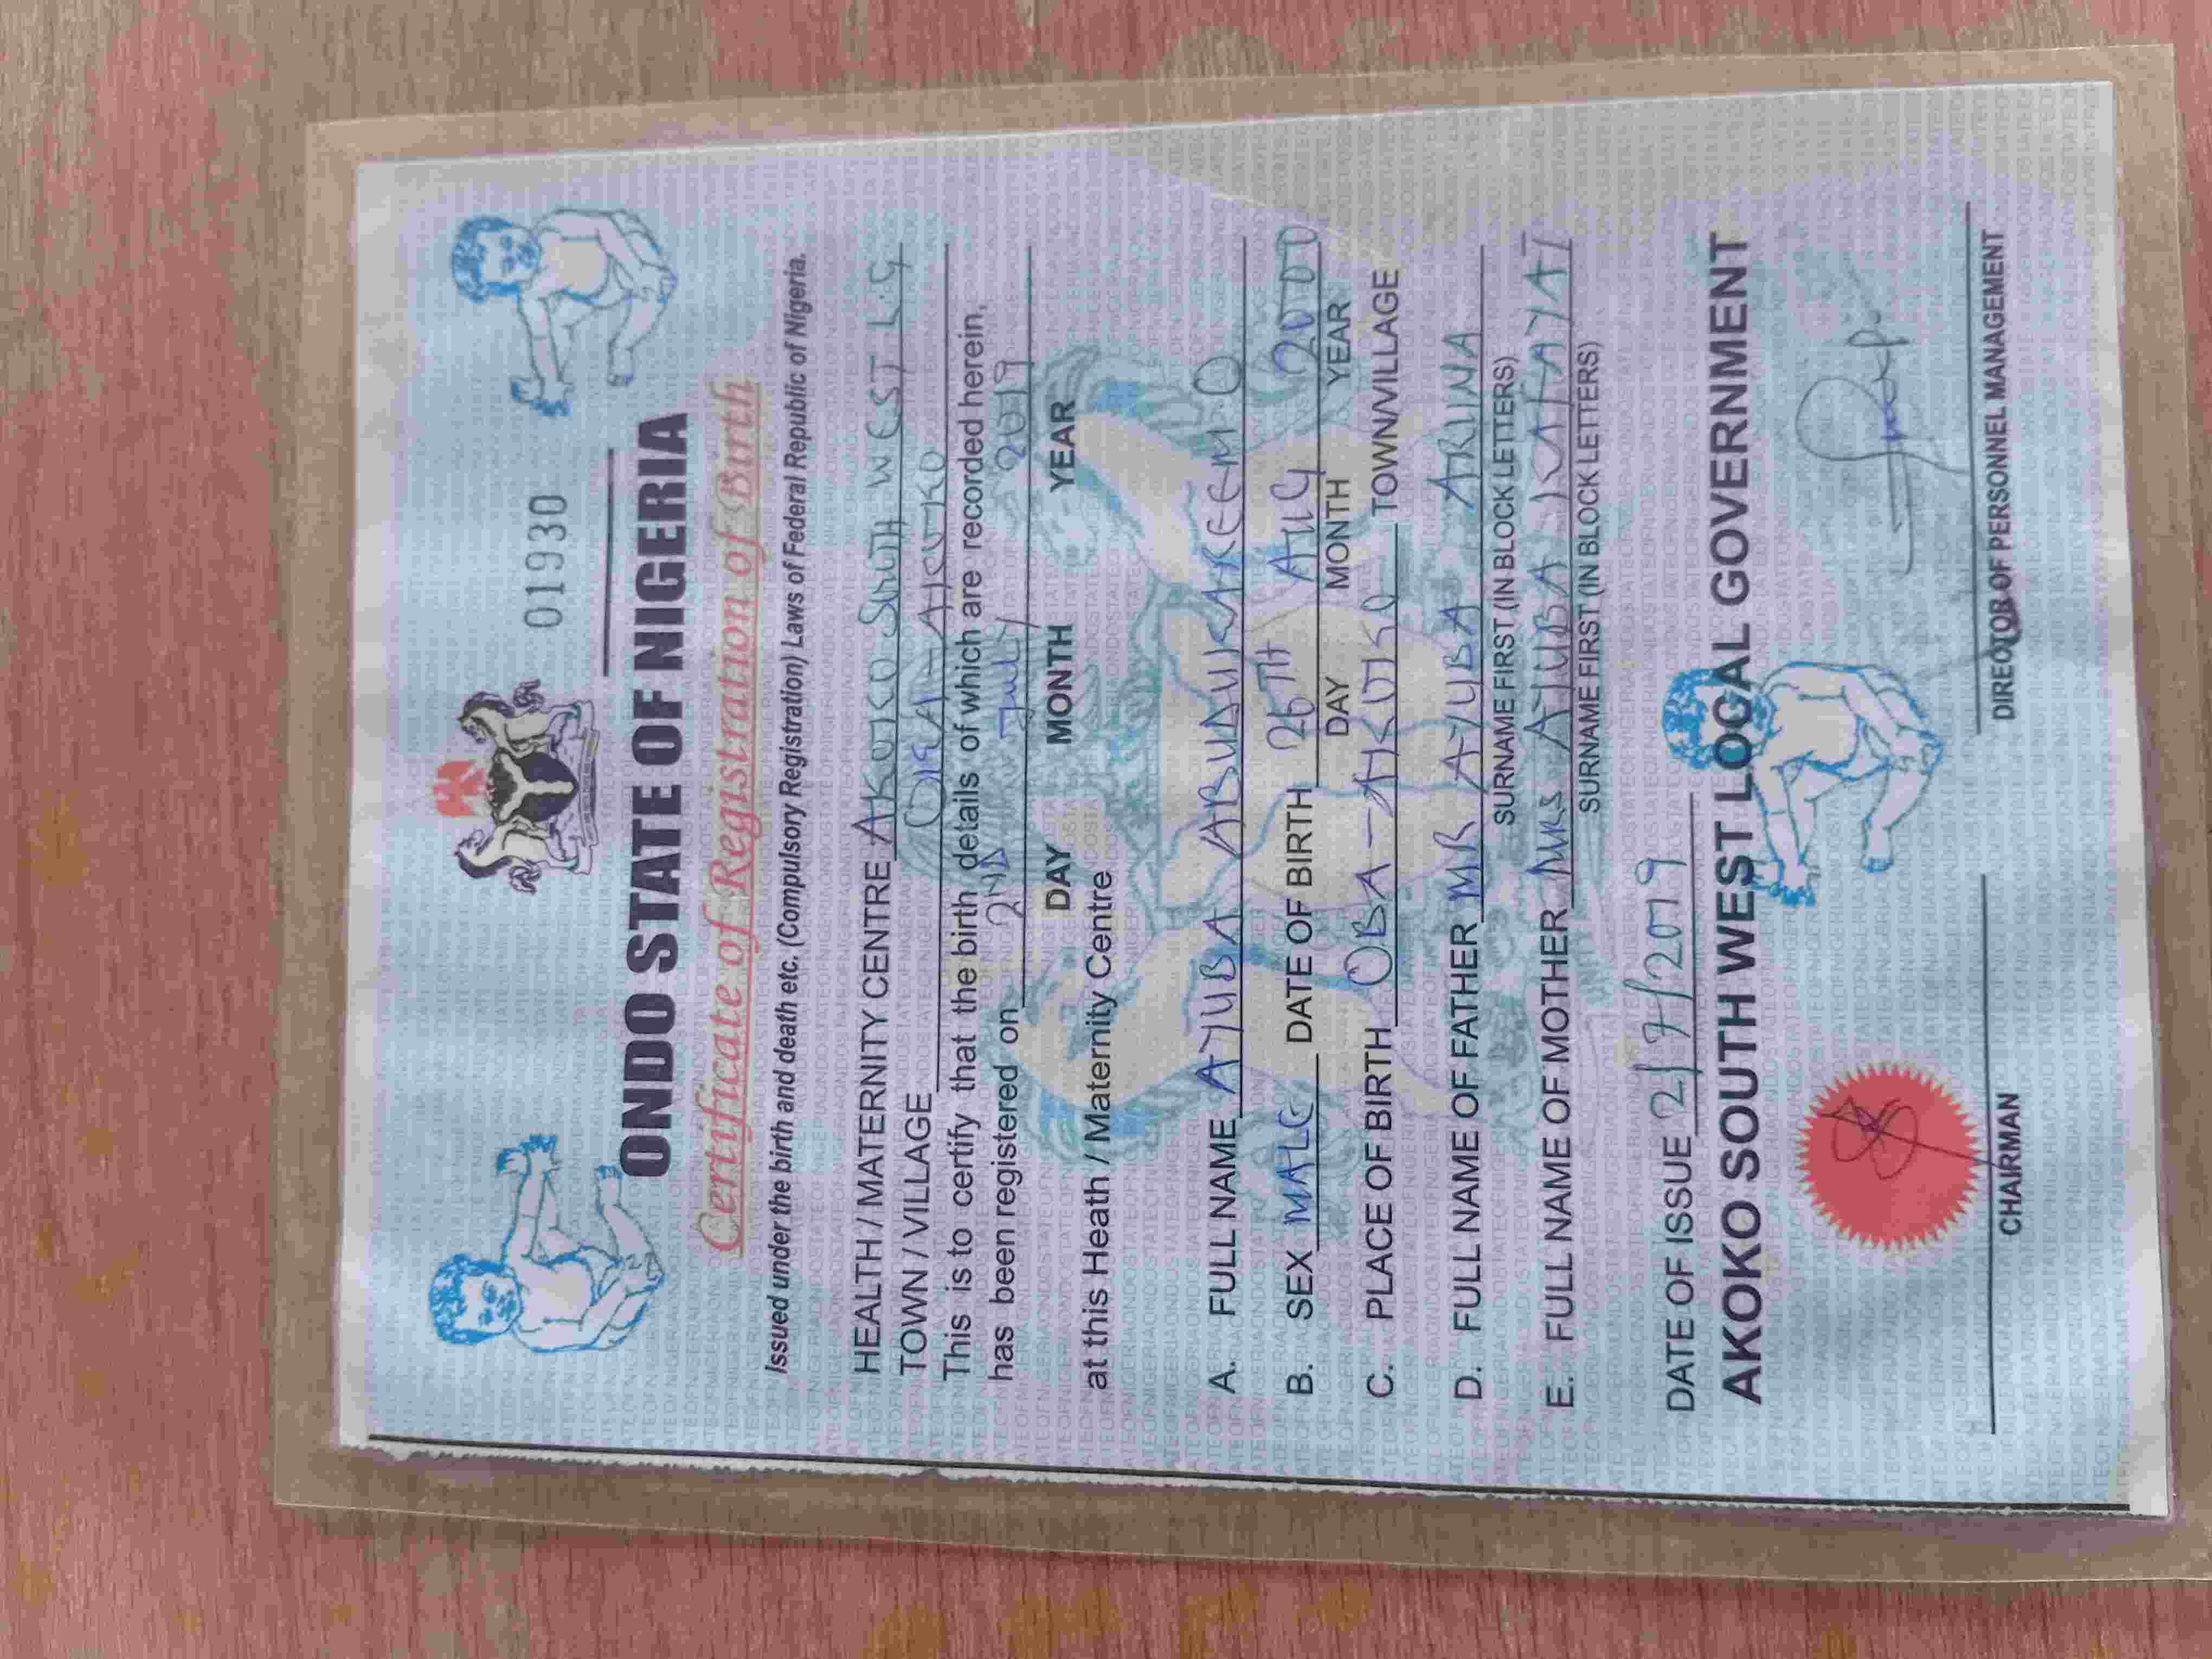 01930
ONDO STATE OF NIGERIA
Certificate of Registration of Birth
Issued under the birth and death etc. (Compulsory Registration) Laws of Federal Republic of Nigeria.
HEALTH / MATERNITY CENTRE AKOKO SOUTH WEST L.G
TOWN / VILLAGE OKA-AKOKO
This is to certify that the birth details of which are recorded herein,
has been registered on 2ND July 2019
DAY MONTH YEAR
at this Heath / Maternity Centre
A. FULL NAME AYUBA ABUDULKAREEM O
B. SEX MALE DATE OF BIRTH 25TH AUG 2000
DAY MONTH YEAR
C. PLACE OF BIRTH OBA-AKOKO TOWN/VILLAGE
D. FULL NAME OF FATHER MR AYUBA ARUNA
SURNAME FIRST (IN BLOCK LETTERS)
E. FULL NAME OF MOTHER MRS AYUBA RAFAYAT
SURNAME FIRST (IN BLOCK LETTERS)
DATE OF ISSUE 2/7/2019
AKOKO SOUTH WEST LOCAL GOVERNMENT
CHAIRMAN DIRECTOR OF PERSONNEL MANAGEMENT